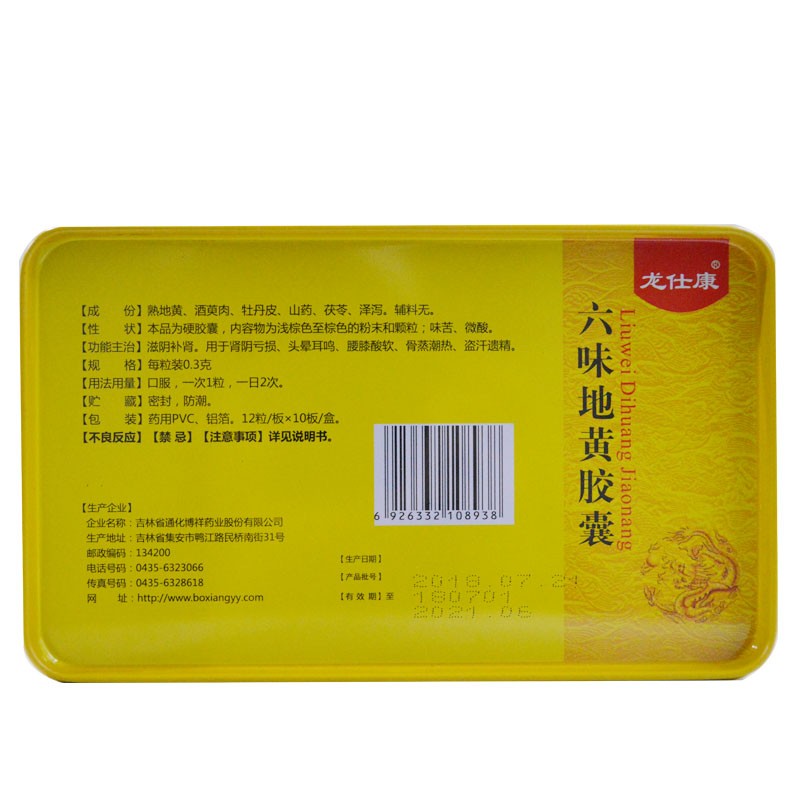 【成　份】熟地黄、酒萸肉、牡丹皮、山药、茯苓、泽泻。辅料无。
【性　状】本品为硬胶囊，内容物为浅棕色至棕色的粉末和颗粒；味苦、微酸。
【功能主治】滋阴补肾。用于肾阴亏损、头晕耳鸣、腰膝酸软、骨蒸潮热、盗汗遗精。
【规　格】每粒装0.3克
【用法用量】口服，一次1粒，一日2次。
【贮　藏】密封，防潮。
【包　装】药用PVC、铝箔。12粒/板×10板/盒。
【不良反应】【禁 忌】【注意事项】详见说明书。
6 926332 108938
【生产企业】
企业名称：吉林省通化博祥药业股份有限公司
生产地址：吉林省集安市鸭江路民桥南街31号
邮政编码：134200
电话号码：0435-6323066
传真号码：0435-6328618
网　址：http://www.boxiangyy.com
【生产日期】2018.07.21
【产品批号】180701
【有 效 期】至 2021.06
龙仕康®
六味地黄胶囊
Liuwei Dihuang Jiaonang